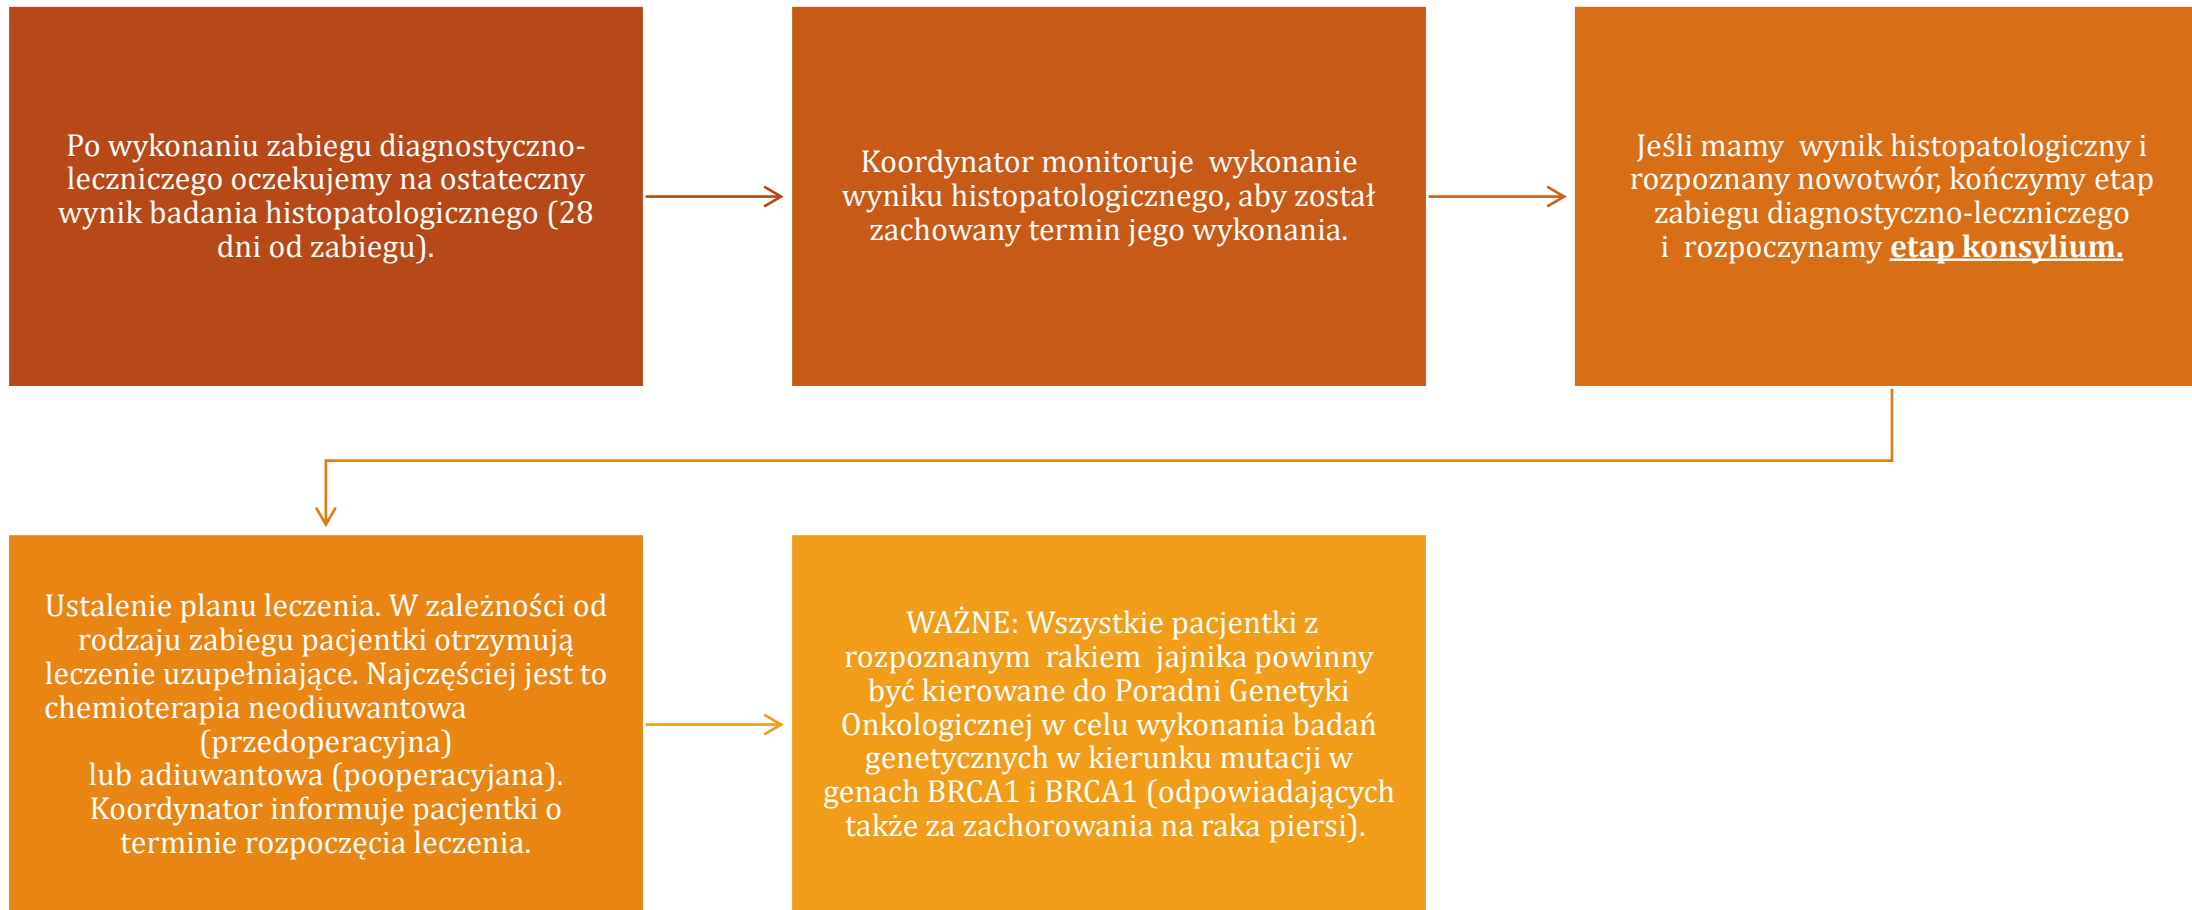 Po wykonaniu zabiegu diagnostyczno-
leczniczego oczekujemy na ostateczny
wynik badania histopatologicznego (28
dni od zabiegu).
Koordynator monitoruje  wykonanie
wyniku histopatologicznego, aby został
zachowany termin jego wykonania.
Jeśli mamy  wynik histopatologiczny i
rozpoznany nowotwór, kończymy etap
zabiegu diagnostyczno-leczniczego
i  rozpoczynamy etap konsylium.
Ustalenie planu leczenia. W zależności od
rodzaju zabiegu pacjentki otrzymują
leczenie uzupełniające. Najczęściej jest to
chemioterapia neodiuwantowa
(przedoperacyjna)
lub adiuwantowa (pooperacyjana).
Koordynator informuje pacjentki o
terminie rozpoczęcia leczenia.
WAŻNE: Wszystkie pacjentki z
rozpoznanym  rakiem  jajnika powinny
być kierowane do Poradni Genetyki
Onkologicznej w celu wykonania badań
genetycznych w kierunku mutacji w
genach BRCA1 i BRCA1 (odpowiadających
także za zachorowania na raka piersi).